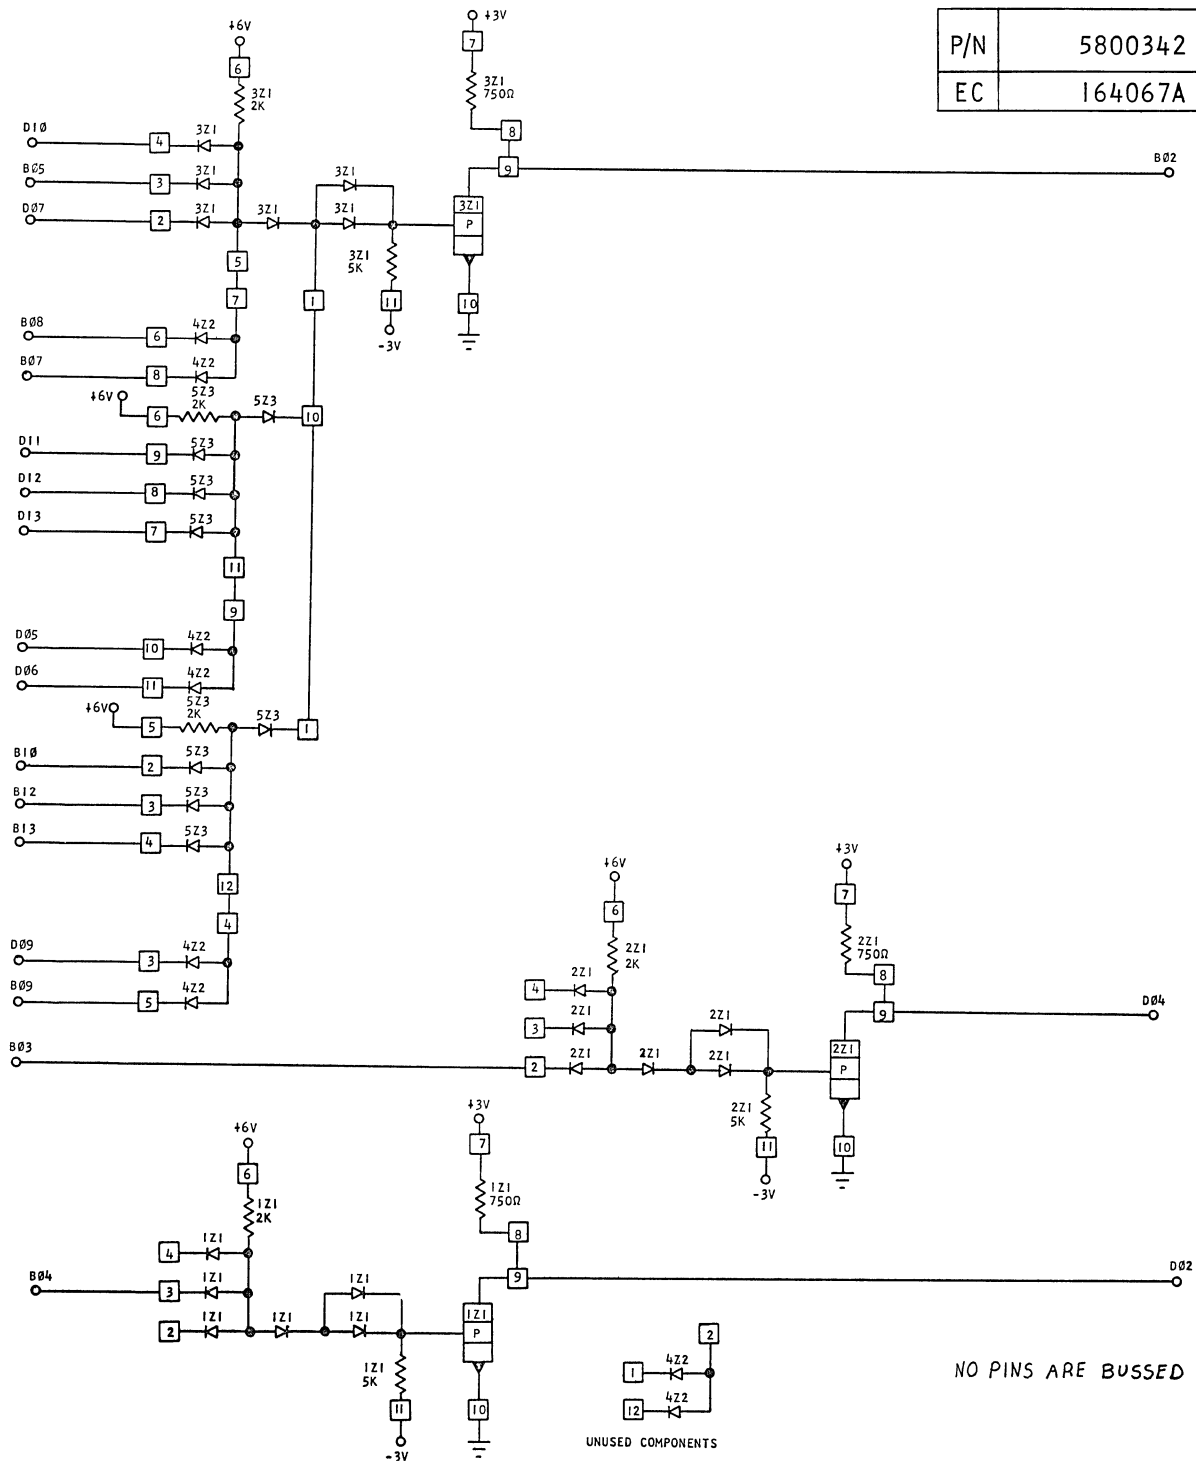 +6V
+3V
P/N 5800342
EC 164067A
6
7
3Z1
2K
3Z1
750Ω
8
D1Ø
4
3Z1
9
BØ2
BØ5
3
3Z1
3Z1
DØ7
2
3Z1
3Z1
3Z1
3Z1
P
5
3Z1
5K
7
1
11
10
-3V
BØ8
6
4Z2
BØ7
8
4Z2
+6V
6
5Z3
2K
5Z3
10
D11
9
5Z3
D12
8
5Z3
D13
7
5Z3
11
9
DØ5
10
4Z2
DØ6
11
4Z2
+6V
5
5Z3
2K
5Z3
1
B1Ø
2
5Z3
B12
3
5Z3
B13
4
5Z3
12
4
DØ9
3
4Z2
BØ9
5
4Z2
+6V
+3V
6
7
2Z1
2K
2Z1
750Ω
4
2Z1
8
3
2Z1
2Z1
9
DØ4
BØ3
2
2Z1
2Z1
2Z1
2Z1
P
2Z1
5K
11
10
-3V
+6V
+3V
6
7
1Z1
2K
1Z1
750Ω
4
1Z1
8
BØ4
3
1Z1
1Z1
9
DØ2
2
1Z1
1Z1
1Z1
1Z1
P
1Z1
5K
11
10
-3V
2
1
4Z2
12
4Z2
UNUSED COMPONENTS
NO PINS ARE BUSSED